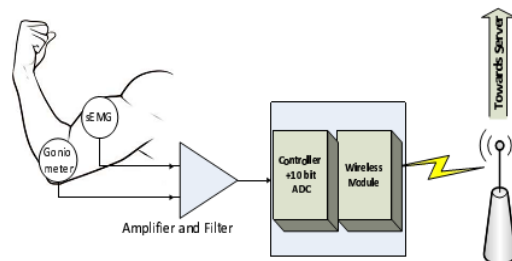 sEMG
Gonio
meter
Amplifier and Filter
Controller
+10 bit
ADC
Wireless
Module
Towards Server